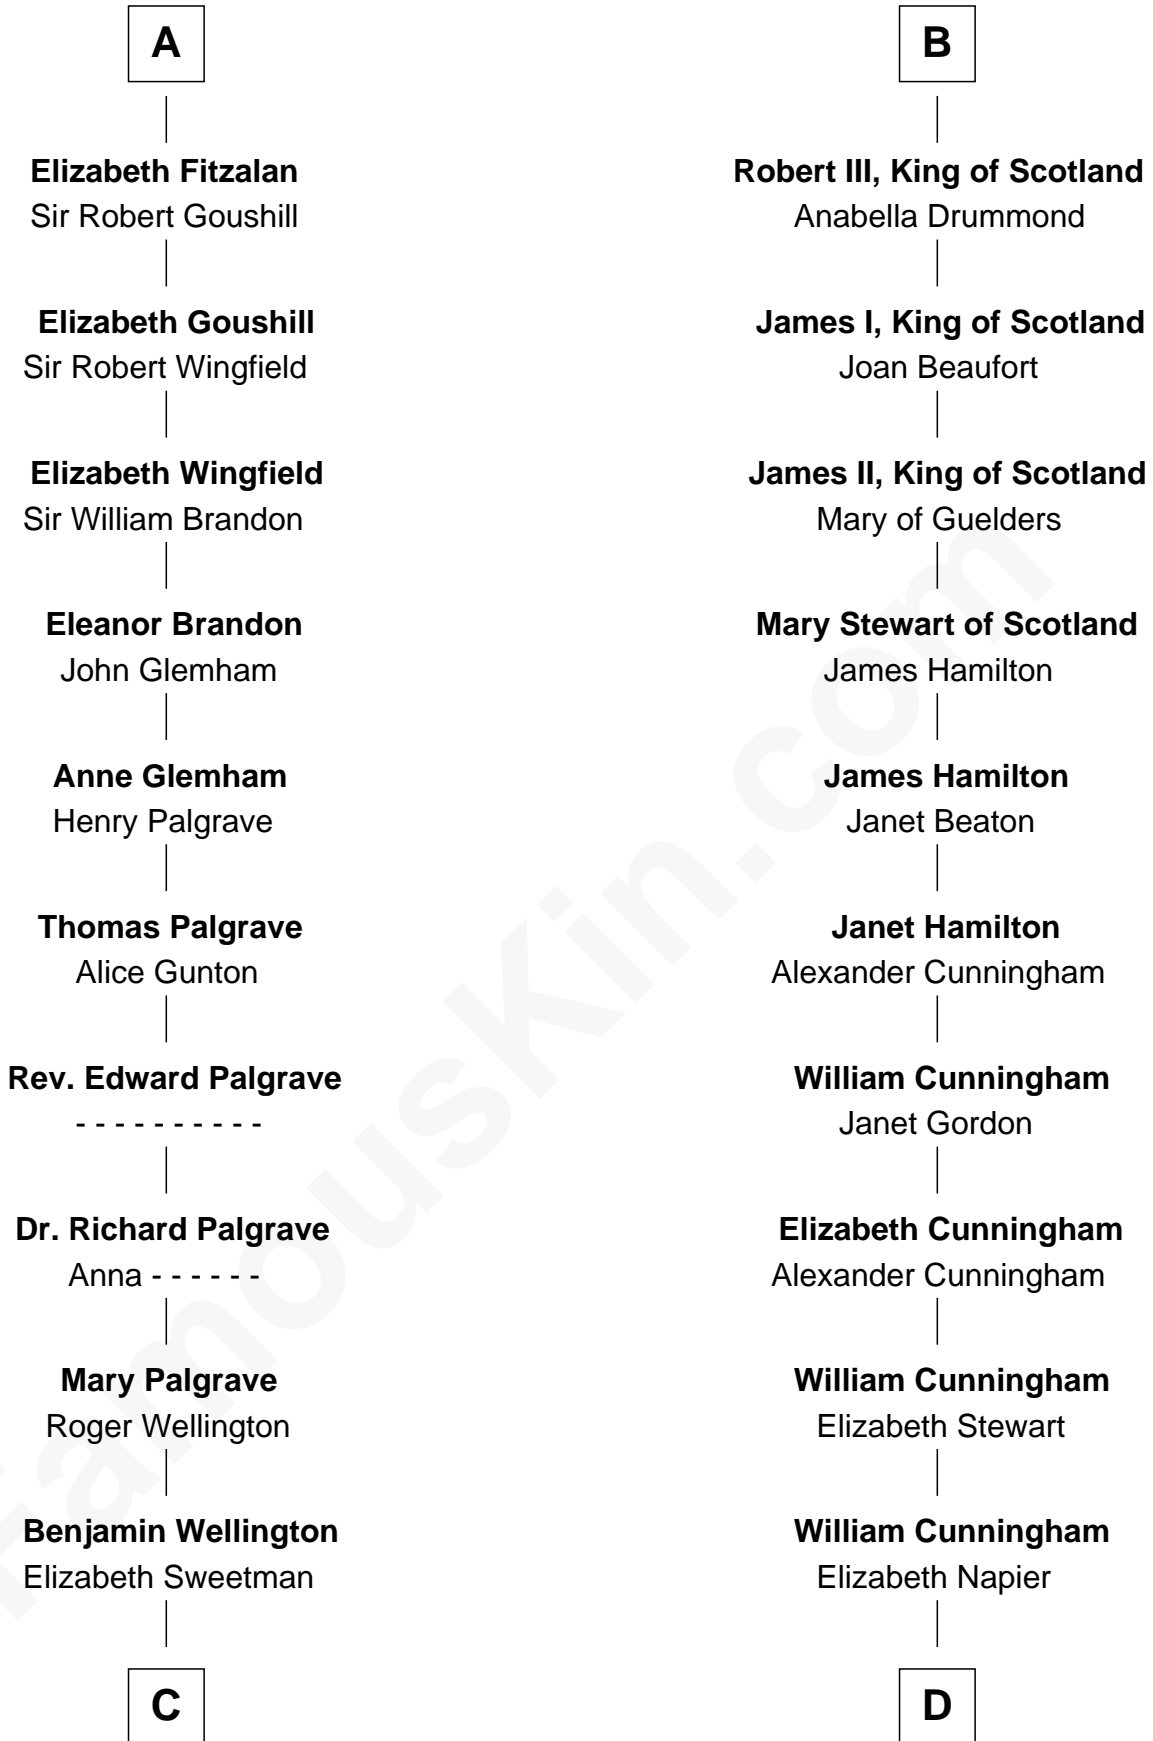 A
Elizabeth Fitzalan
Sir Robert Goushill
Elizabeth Goushill
Sir Robert Wingfield
Elizabeth Wingfield
Sir William Brandon
Eleanor Brandon
John Glemham
Anne Glemham
Henry Palgrave
Thomas Palgrave
Alice Gunton
Rev. Edward Palgrave
- - - - - - - - - -
Dr. Richard Palgrave
Anna - - - - - -
Mary Palgrave
Roger Wellington
Benjamin Wellington
Elizabeth Sweetman
C
B
Robert III, King of Scotland
Anabella Drummond
James I, King of Scotland
Joan Beaufort
James II, King of Scotland
Mary of Guelders
Mary Stewart of Scotland
James Hamilton
James Hamilton
Janet Beaton
Janet Hamilton
Alexander Cunningham
William Cunningham
Janet Gordon
Elizabeth Cunningham
Alexander Cunningham
William Cunningham
Elizabeth Stewart
William Cunningham
Elizabeth Napier
D
FamousKin.com